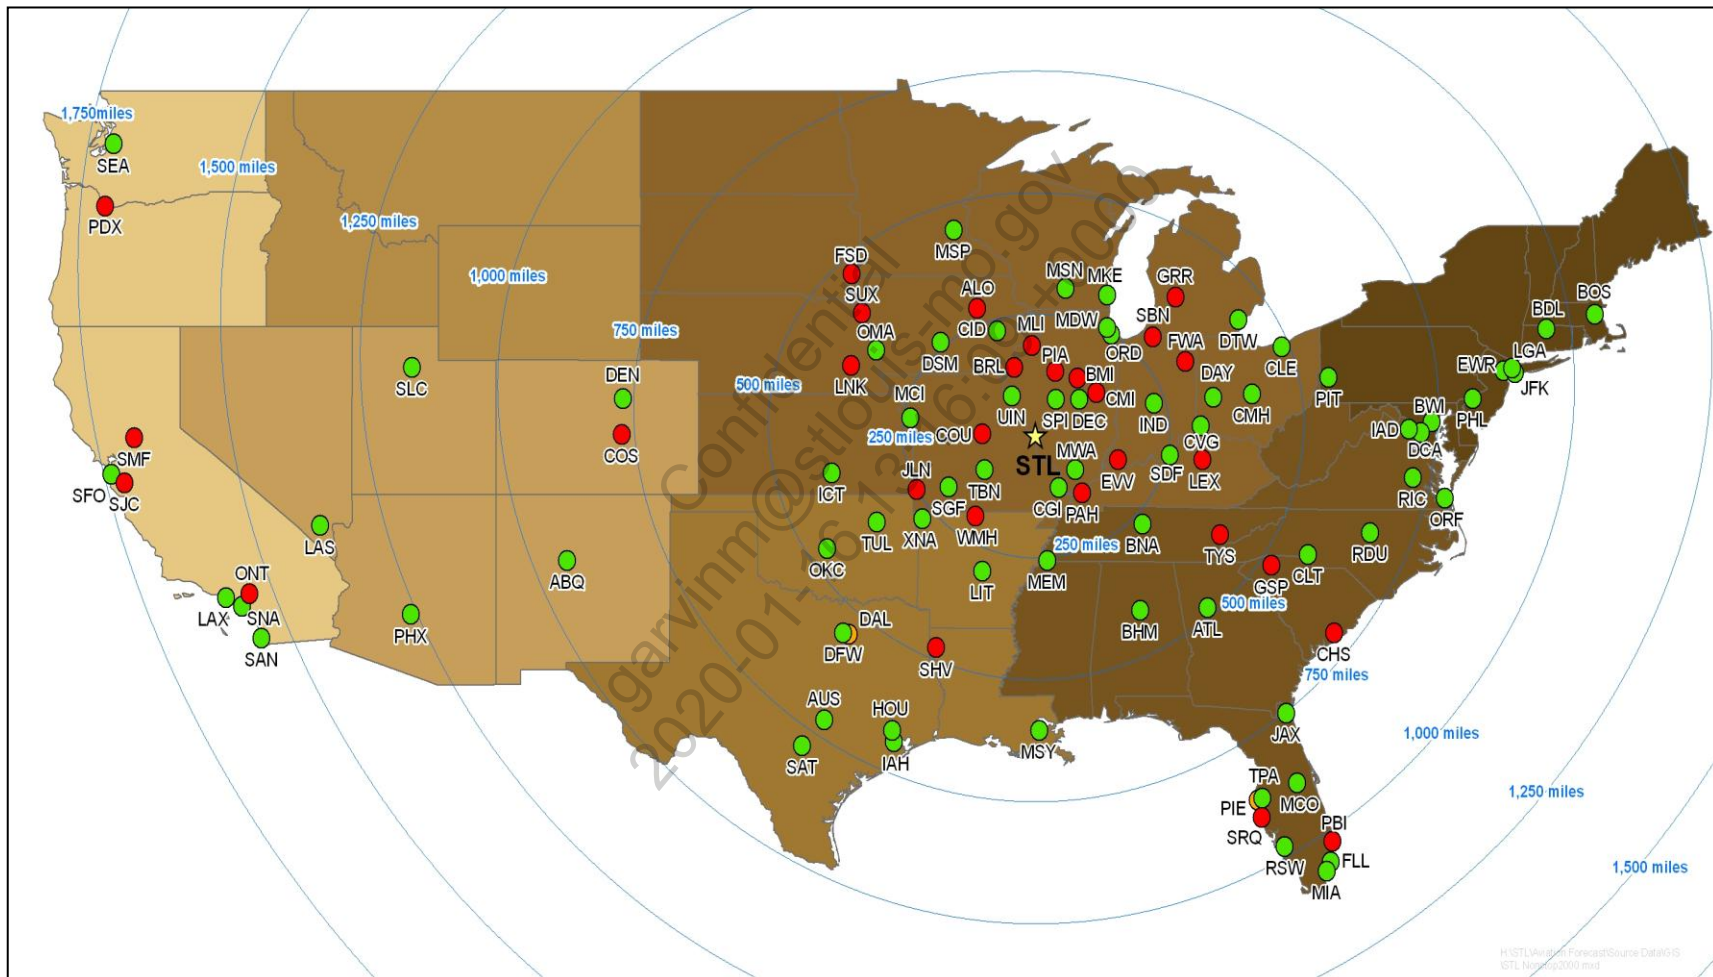 1,750miles
SEA
1,500 miles
PDX
1,250 miles
1,000 miles
750 miles
500 miles
250 miles
MSP
FSD
SUX
OMA
LNK
ALO
CID
DSM
MSN
MKE
GRR
MDW
ORD
SBN
DTW
FWA
CLE
MLI
BRL
PIA
BMI
CMI
DAY
CMH
PIT
BOS
BDL
LGA
EWR
JFK
PHL
BWI
IAD
DCA
RIC
ORF
SLC
DEN
COS
MCI
UIN
SPI
DEC
IND
CVG
COU
STL
MWA
EVV
SDF
LEX
SMF
SFO
SJC
LAS
ICT
JLN
SGF
TBN
CGI
PAH
TUL
XNA
WMH
250 miles
BNA
TYS
RDU
ONT
LAX
SNA
SAN
PHX
ABQ
OKC
LIT
MEM
GSP
CLT
500 miles
BHM
ATL
DAL
DFW
SHV
CHS
750 miles
AUS
SAT
HOU
IAH
MSY
JAX
1,000 miles
TPA
MCO
PIE
SRQ
PBI
1,250 miles
RSW
FLL
MIA
1,500 miles
Confidential
garvinm@stlouis-mo.gov